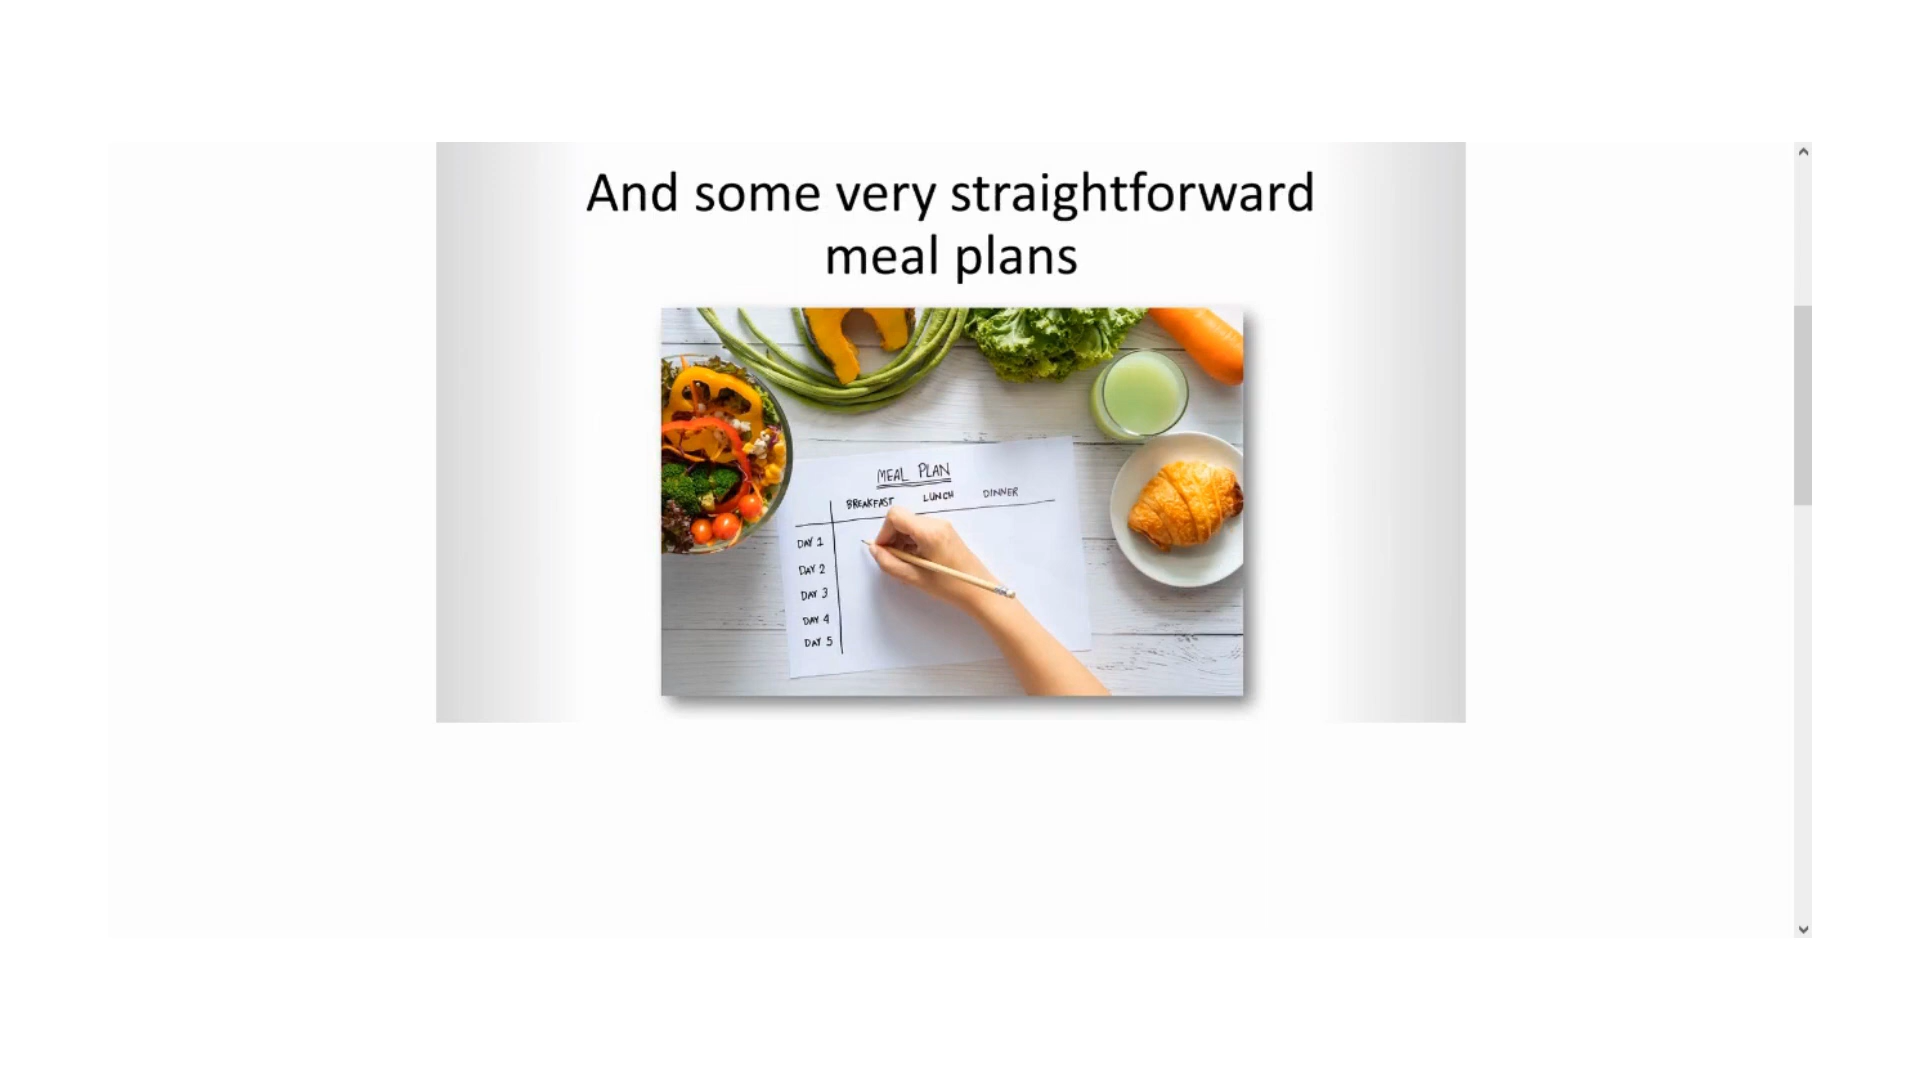 And some very straightforward
meal plans
MEAL PLAN
BREAKFAST LUNCH DINNER
DAY 1
DAY 2
DAY 3
DAY 4
DAY 5